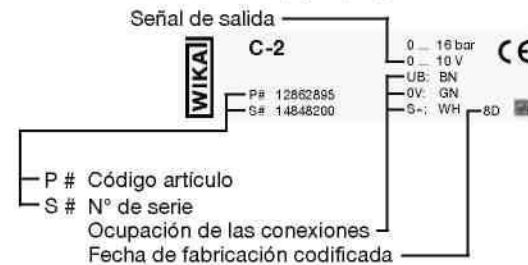 Señal de salida
WIKAI
C-2
0 ... 16 bar
0 ... 10 V
UB: BN
0V: GN
S+: WH
8D
P# 12862895
S# 14848200
CE
P # Código artículo
S # N° de serie
Ocupación de las conexiones
Fecha de fabricación codificada